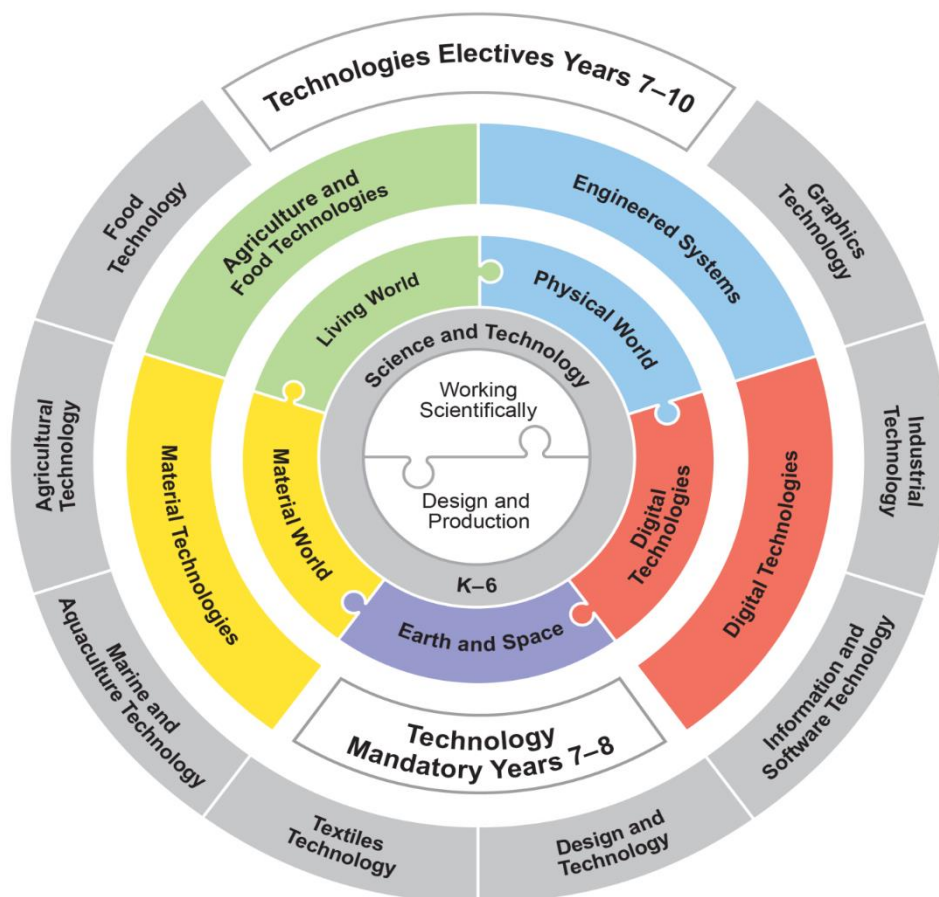 Technologies Electives Years 7–10
Food
Technology
Graphics
Technology
Agriculture and
Food Technologies
Engineered Systems
Living World
Physical World
Science and Technology
Working
Scientifically
Agricultural
Technology
Industrial
Technology
Material Technologies
Material World
Design and
Production
Digital
Technologies
Digital Technologies
K–6
Earth and Space
Marine and
Aquaculture Technology
Technology
Mandatory Years 7–8
Information and
Software Technology
Textiles
Technology
Design and
Technology